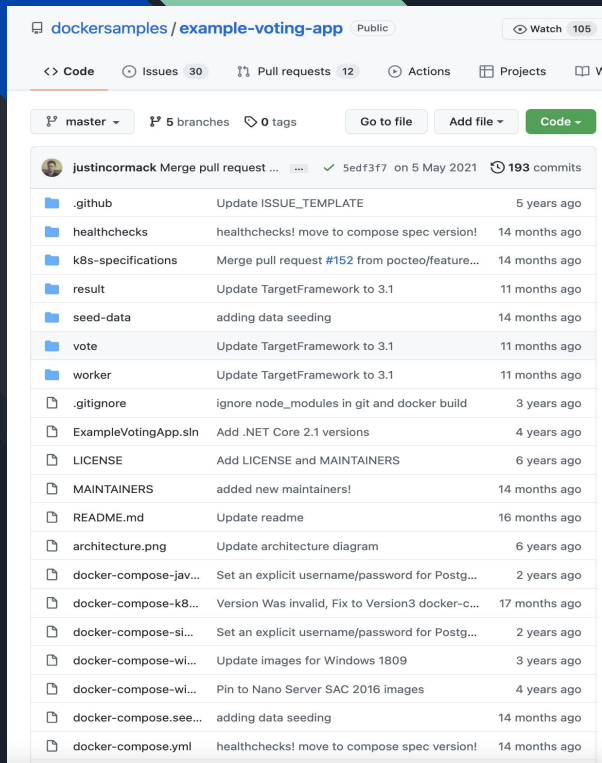 dockersamples / example-voting-app Public Watch 105
<> Code Issues 30 Pull requests 12 Actions Projects W
master 5 branches 0 tags Go to file Add file Code
justincormack Merge pull request ... ... 5edf3f7 on 5 May 2021 193 commits
.github Update ISSUE_TEMPLATE 5 years ago
healthchecks healthchecks! move to compose spec version! 14 months ago
k8s-specifications Merge pull request #152 from pocteo/feature... 14 months ago
result Update TargetFramework to 3.1 11 months ago
seed-data adding data seeding 14 months ago
vote Update TargetFramework to 3.1 11 months ago
worker Update TargetFramework to 3.1 11 months ago
.gitignore ignore node_modules in git and docker build 3 years ago
ExampleVotingApp.sln Add .NET Core 2.1 versions 4 years ago
LICENSE Add LICENSE and MAINTAINERS 6 years ago
MAINTAINERS added new maintainers! 14 months ago
README.md Update readme 16 months ago
architecture.png Update architecture diagram 6 years ago
docker-compose-jav... Set an explicit username/password for Postg... 2 years ago
docker-compose-k8... Version Was invalid, Fix to Version3 docker-c... 17 months ago
docker-compose-si... Set an explicit username/password for Postg... 2 years ago
docker-compose-wi... Update images for Windows 1809 3 years ago
docker-compose-wi... Pin to Nano Server SAC 2016 images 4 years ago
docker-compose.see... adding data seeding 14 months ago
docker-compose.yml healthchecks! move to compose spec version! 14 months ago